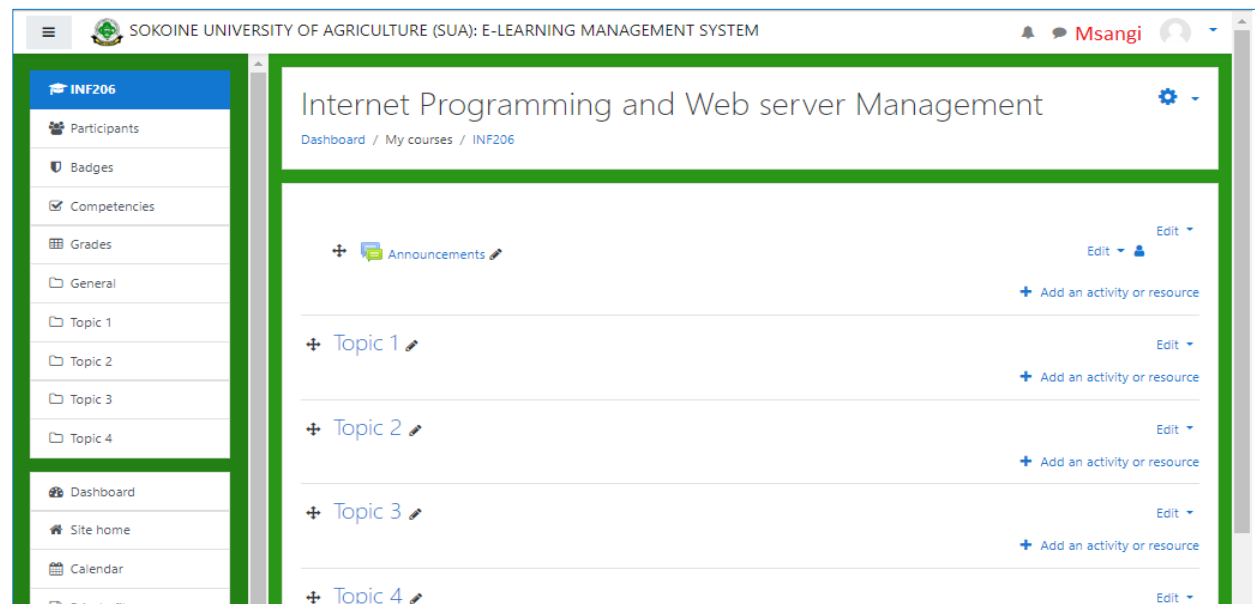 SOKOINE UNIVERSITY OF AGRICULTURE (SUA): E-LEARNING MANAGEMENT SYSTEM
Msangi
INF206
Participants
Badges
Competencies
Grades
General
Topic 1
Topic 2
Topic 3
Topic 4
Dashboard
Site home
Calendar
Internet Programming and Web server Management
Dashboard / My courses / INF206
Edit
Announcements Edit
Add an activity or resource
Topic 1 Edit
Add an activity or resource
Topic 2 Edit
Add an activity or resource
Topic 3 Edit
Add an activity or resource
Topic 4 Edit